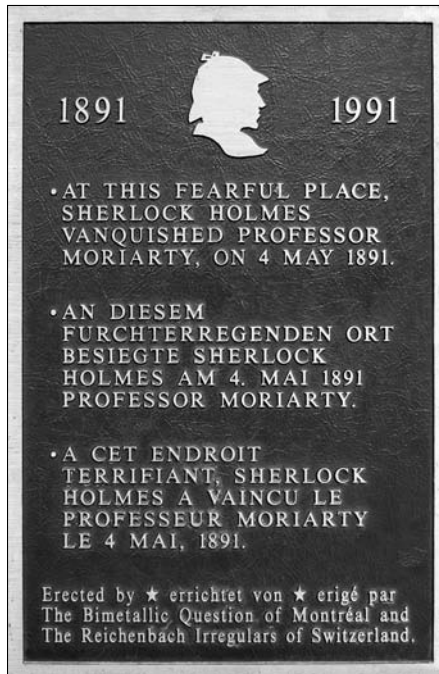 1891 1991
• AT THIS FEARFUL PLACE,
SHERLOCK HOLMES
VANQUISHED PROFESSOR
MORIARTY, ON 4 MAY 1891.
• AN DIESEM
FURCHTERREGENDEN ORT
BESIEGTE SHERLOCK
HOLMES AM 4. MAI 1891
PROFESSOR MORIARTY.
• A CET ENDROIT
TERRIFIANT, SHERLOCK
HOLMES A VAINCU LE
PROFESSEUR MORIARTY
LE 4 MAI, 1891.
Erected by ★ errichtet von ★ erigé par
The Bimetallic Question of Montréal and
The Reichenbach Irregulars of Switzerland.